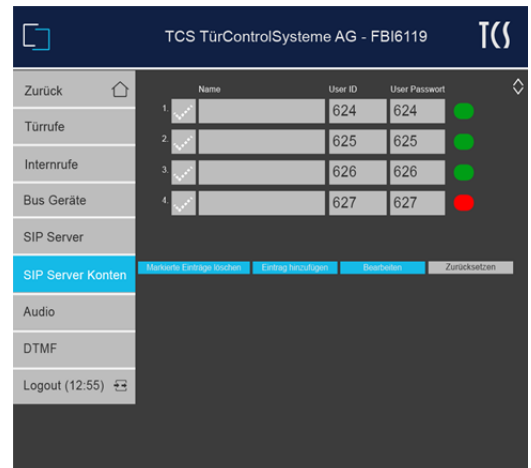 TCS TürControlSysteme AG - FBI6119
TCS
Zurück
Türrufe
Internrufe
Bus Geräte
SIP Server
SIP Server Konten
Audio
DTMF
Logout (12:55)
Name User ID User Passwort
1. 624 624
2. 625 625
3. 626 626
4. 627 627
Markierte Einträge löschen Eintrag hinzufügen Bearbeiten Zurücksetzen